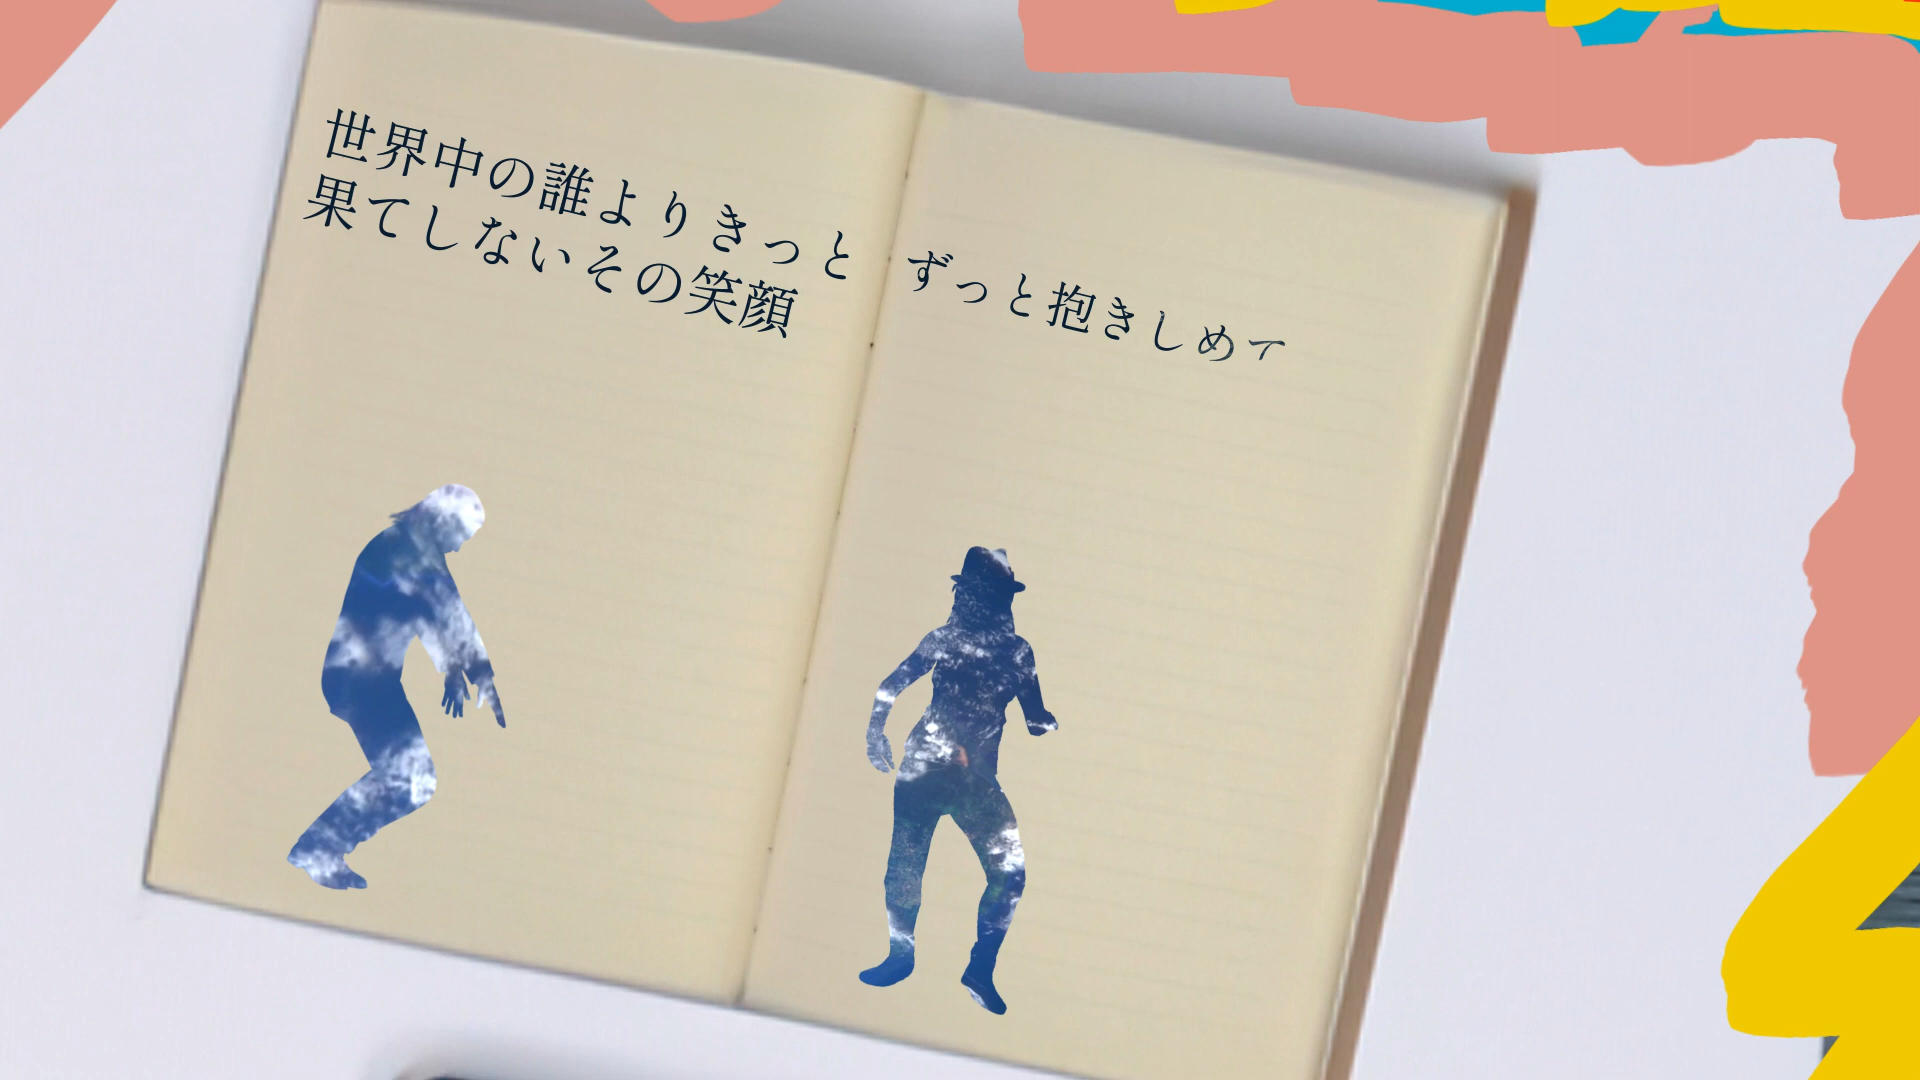 世界中の誰よりきっと
果てしないその笑顔
ずっと抱きしめて